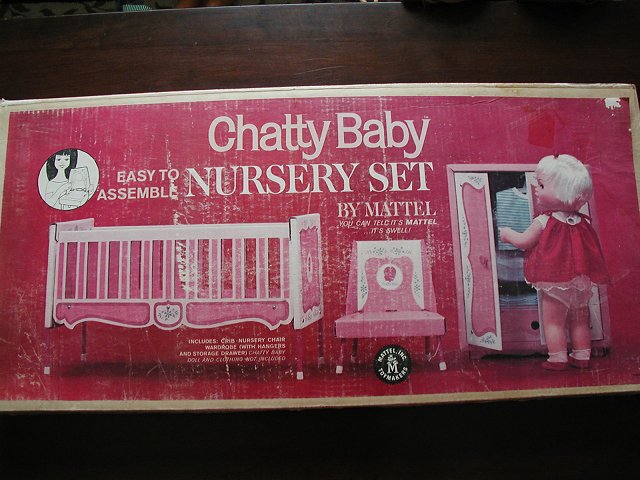 Chatty Baby
EASY TO
ASSEMBLE
NURSERY SET
BY MATTEL
YOU CAN TELL IT'S MATTEL
...IT'S SWELL!
INCLUDES: CRIB · NURSERY CHAIR
WARDROBE (WITH HANGERS
AND STORAGE DRAWER) CHATTY BABY
DOLL AND CLOTHING NOT INCLUDED
MATTEL, INC.
M
TOYMAKERS